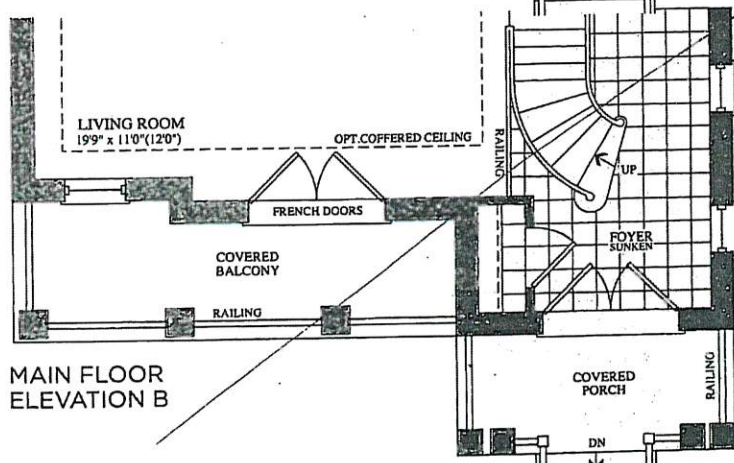 LIVING ROOM
19'9" x 11'0"(12'0")
OPT.COFFERED CEILING
RAILING
UP
FRENCH DOORS
FOYER
SUNKEN
COVERED
BALCONY
RAILING
MAIN FLOOR
ELEVATION B
COVERED
PORCH
RAILING
DN